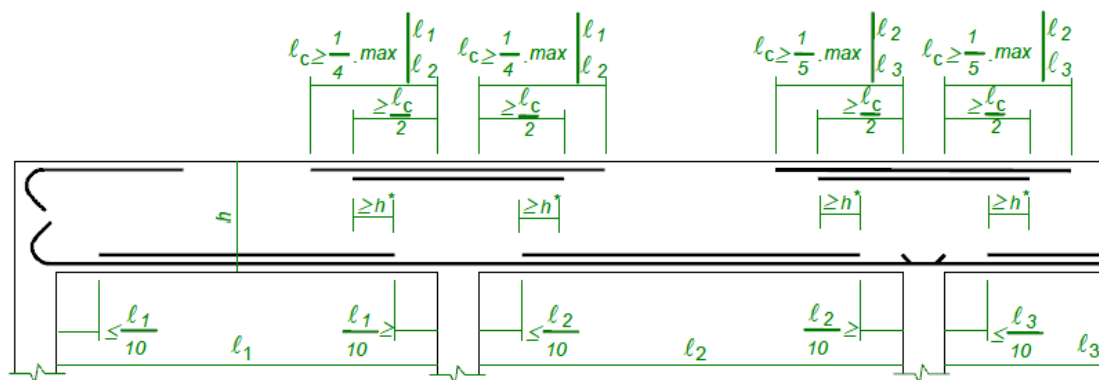 ℓc ≥ 1/4 . max | ℓ1 ℓ2
ℓc ≥ 1/4 . max | ℓ1 ℓ2
ℓc ≥ 1/5 . max | ℓ2 ℓ3
ℓc ≥ 1/5 . max | ℓ2 ℓ3
≥ ℓc/2
≥ ℓc/2
≥ ℓc/2
≥ ℓc/2
h
≥h*
≥h*
≥h*
≥h*
≤ ℓ1/10
ℓ1/10 ≥
≤ ℓ2/10
ℓ2/10 ≥
≤ ℓ3/10
ℓ1
ℓ2
ℓ3